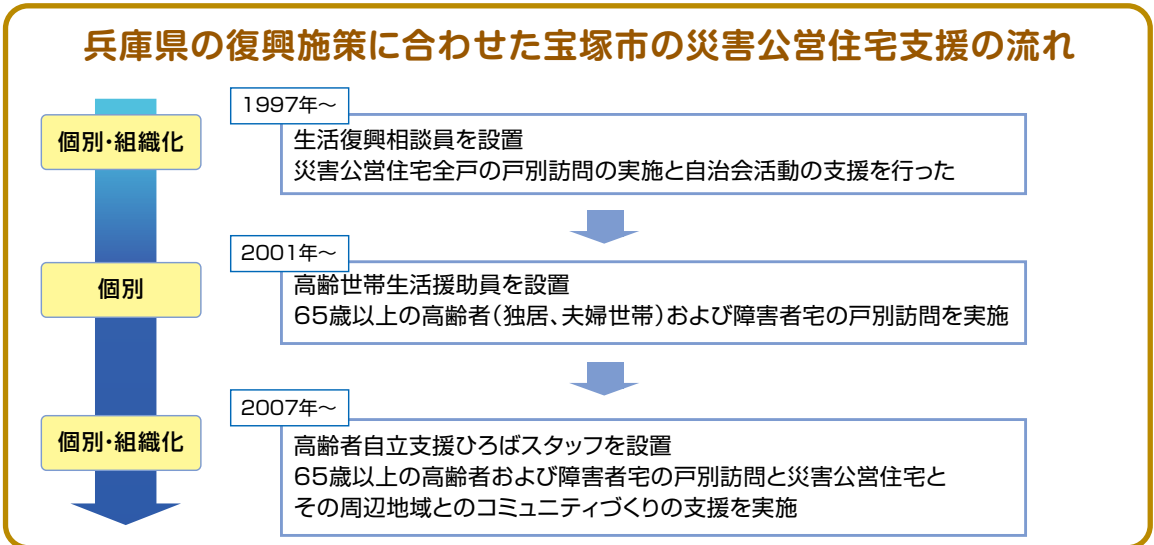 兵庫県の復興施策に合わせた宝塚市の災害公営住宅支援の流れ
個別・組織化
1997年〜
生活復興相談員を設置
災害公営住宅全戸の戸別訪問の実施と自治会活動の支援を行った
個別
2001年〜
高齢世帯生活援助員を設置
65歳以上の高齢者（独居、夫婦世帯）および障害者宅の戸別訪問を実施
個別・組織化
2007年〜
高齢者自立支援ひろばスタッフを設置
65歳以上の高齢者および障害者宅の戸別訪問と災害公営住宅と
その周辺地域とのコミュニティづくりの支援を実施